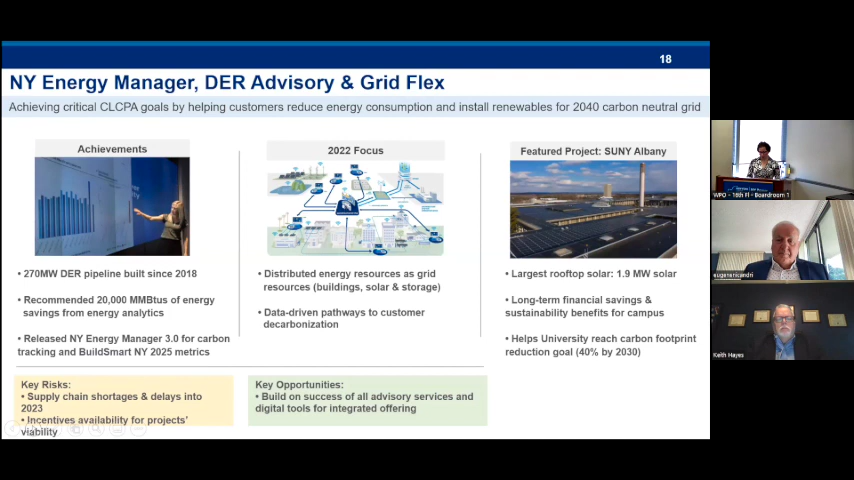 18
NY Energy Manager, DER Advisory & Grid Flex
Achieving critical CLCPA goals by helping customers reduce energy consumption and install renewables for 2040 carbon neutral grid
Achievements
• 270MW DER pipeline built since 2018
• Recommended 20,000 MMBtus of energy
savings from energy analytics
• Released NY Energy Manager 3.0 for carbon
tracking and BuildSmart NY 2025 metrics
2022 Focus
• Distributed energy resources as grid
resources (buildings, solar & storage)
• Data-driven pathways to customer
decarbonization
Featured Project: SUNY Albany
• Largest rooftop solar: 1.9 MW solar
• Long-term financial savings &
sustainability benefits for campus
• Helps University reach carbon footprint
reduction goal (40% by 2030)
Key Risks:
• Supply chain shortages & delays into
2023
• Incentives availability for projects'
viability
Key Opportunities:
• Build on success of all advisory services and
digital tools for integrated offering
WPO - 16th Fl - Boardroom 1
eugenenicandri
Keith Hayes